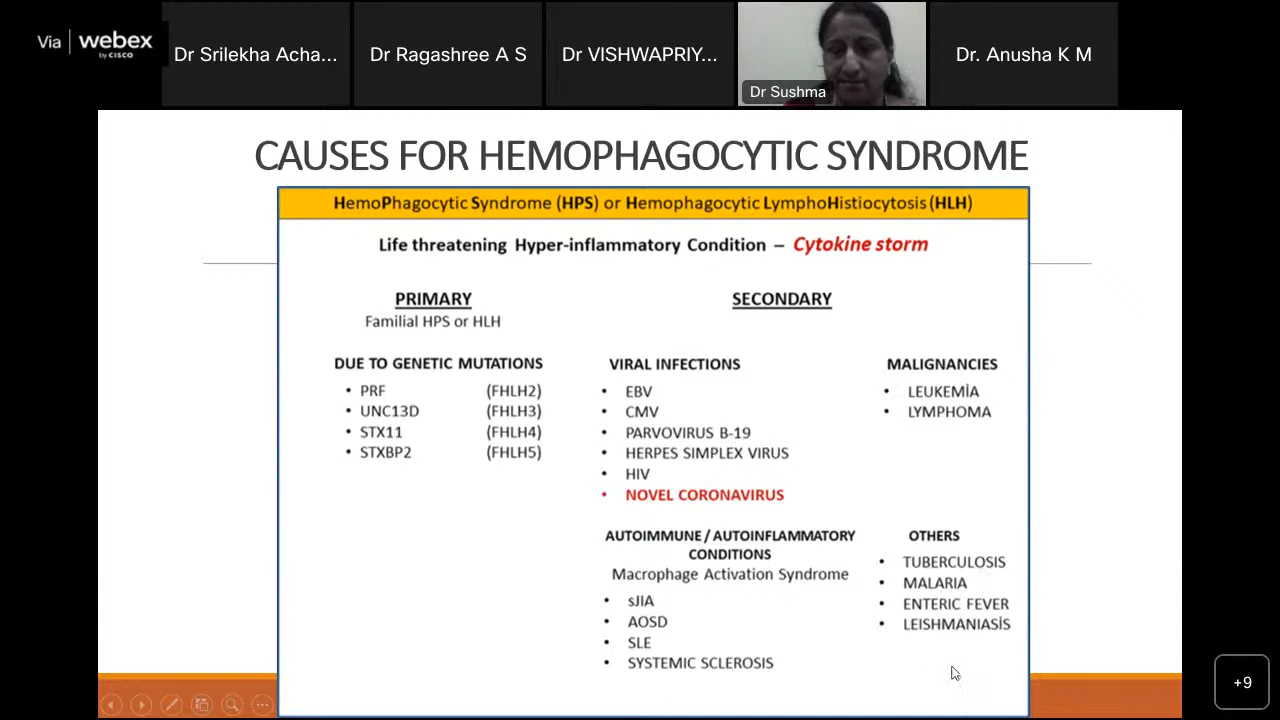 Via webex
by CISCO
Dr Srilekha Acha...
Dr Ragashree A S
Dr VISHWAPRIY...
Dr Sushma
Dr. Anusha K M
CAUSES FOR HEMOPHAGOCYTIC SYNDROME
HemoPhagocytic Syndrome (HPS) or Hemophagocytic LymphoHistiocytosis (HLH)
Life threatening Hyper-inflammatory Condition – Cytokine storm
PRIMARY
Familial HPS or HLH
DUE TO GENETIC MUTATIONS
• PRF (FHLH2)
• UNC13D (FHLH3)
• STX11 (FHLH4)
• STXBP2 (FHLH5)
SECONDARY
VIRAL INFECTIONS
• EBV
• CMV
• PARVOVIRUS B-19
• HERPES SIMPLEX VIRUS
• HIV
• NOVEL CORONAVIRUS
MALIGNANCIES
• LEUKEMİA
• LYMPHOMA
AUTOIMMUNE / AUTOINFLAMMATORY
CONDITIONS
Macrophage Activation Syndrome
• sJIA
• AOSD
• SLE
• SYSTEMIC SCLEROSIS
OTHERS
• TUBERCULOSIS
• MALARIA
• ENTERIC FEVER
• LEISHMANIASİS
+9